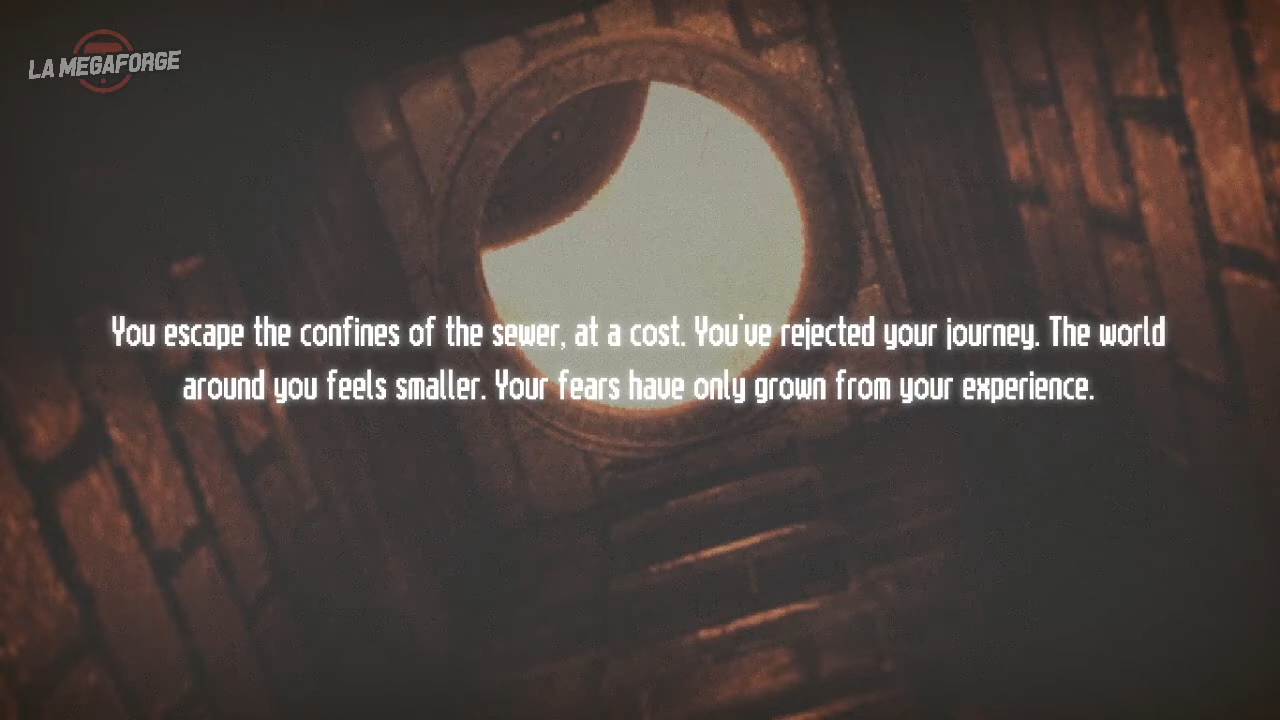 LA MEGAFORGE
You escape the confines of the sewer, at a cost. You've rejected your journey. The world
around you feels smaller. Your fears have only grown from your experience.